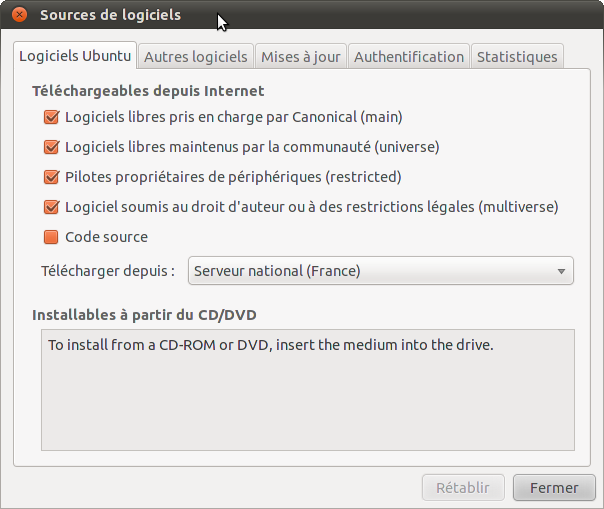 Sources de logiciels
Logiciels Ubuntu
Autres logiciels
Mises à jour
Authentification
Statistiques
Téléchargeables depuis Internet
Logiciels libres pris en charge par Canonical (main)
Logiciels libres maintenus par la communauté (universe)
Pilotes propriétaires de périphériques (restricted)
Logiciel soumis au droit d'auteur ou à des restrictions légales (multiverse)
Code source
Télécharger depuis :
Serveur national (France)
Installables à partir du CD/DVD
To install from a CD-ROM or DVD, insert the medium into the drive.
Rétablir
Fermer